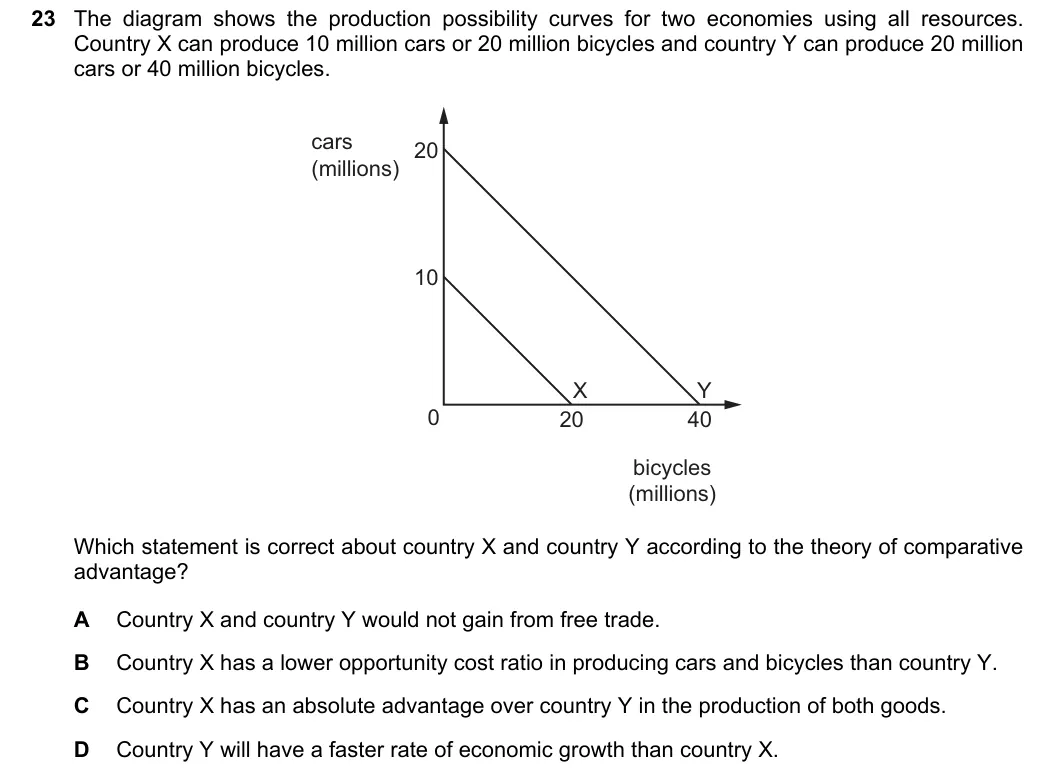 23 The diagram shows the production possibility curves for two economies using all resources.
Country X can produce 10 million cars or 20 million bicycles and country Y can produce 20 million
cars or 40 million bicycles.
cars
(millions)
20
10
0
X
Y
20
40
bicycles
(millions)
Which statement is correct about country X and country Y according to the theory of comparative
advantage?
A Country X and country Y would not gain from free trade.
B Country X has a lower opportunity cost ratio in producing cars and bicycles than country Y.
C Country X has an absolute advantage over country Y in the production of both goods.
D Country Y will have a faster rate of economic growth than country X.